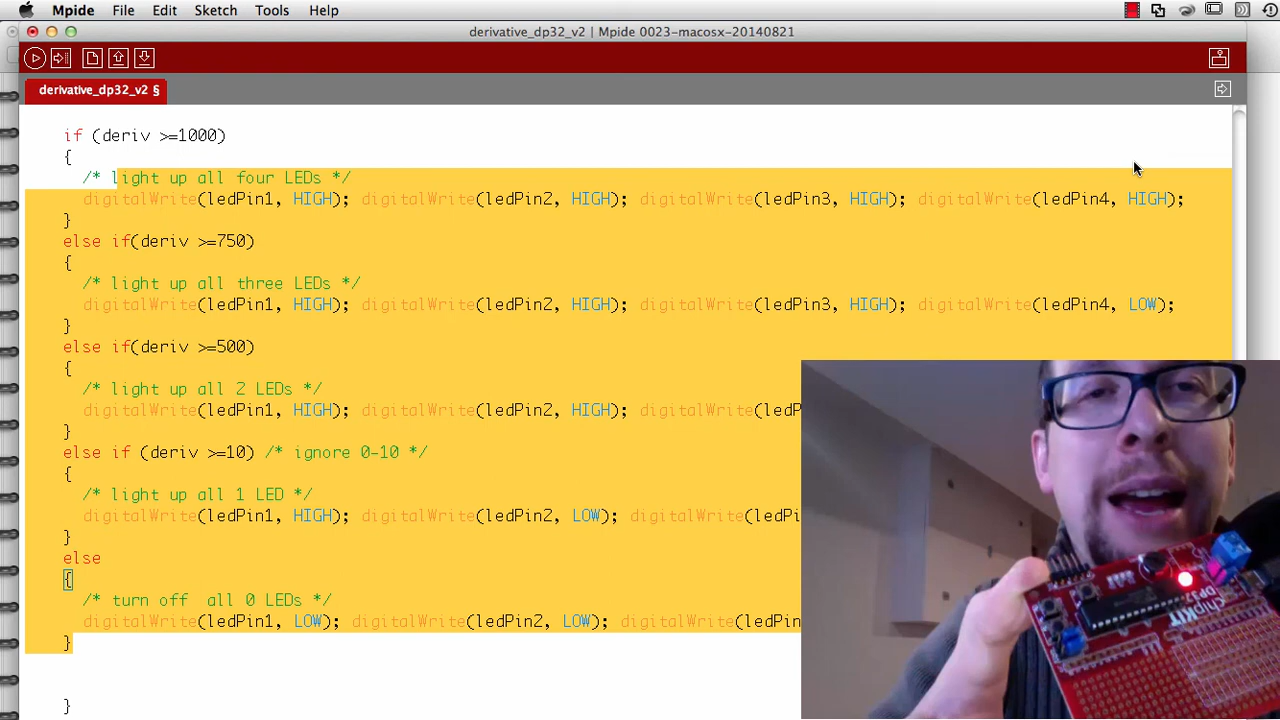 Mpide File Edit Sketch Tools Help
derivative_dp32_v2 | Mpide 0023-macosx-20140821
derivative_dp32_v2 §
if (deriv >=1000)
{
/* light up all four LEDs */
digitalWrite(ledPin1, HIGH); digitalWrite(ledPin2, HIGH); digitalWrite(ledPin3, HIGH); digitalWrite(ledPin4, HIGH);
}
else if(deriv >=750)
{
/* light up all three LEDs */
digitalWrite(ledPin1, HIGH); digitalWrite(ledPin2, HIGH); digitalWrite(ledPin3, HIGH); digitalWrite(ledPin4, LOW);
}
else if(deriv >=500)
{
/* light up all 2 LEDs */
digitalWrite(ledPin1, HIGH); digitalWrite(ledPin2, HIGH); digitalWrite(ledP
}
else if (deriv >=10) /* ignore 0-10 */
{
/* light up all 1 LED */
digitalWrite(ledPin1, HIGH); digitalWrite(ledPin2, LOW); digitalWrite(ledPi
}
else
{
/* turn off  all 0 LEDs */
digitalWrite(ledPin1, LOW); digitalWrite(ledPin2, LOW); digitalWrite(ledPin
}
}
chipKIT
DP32